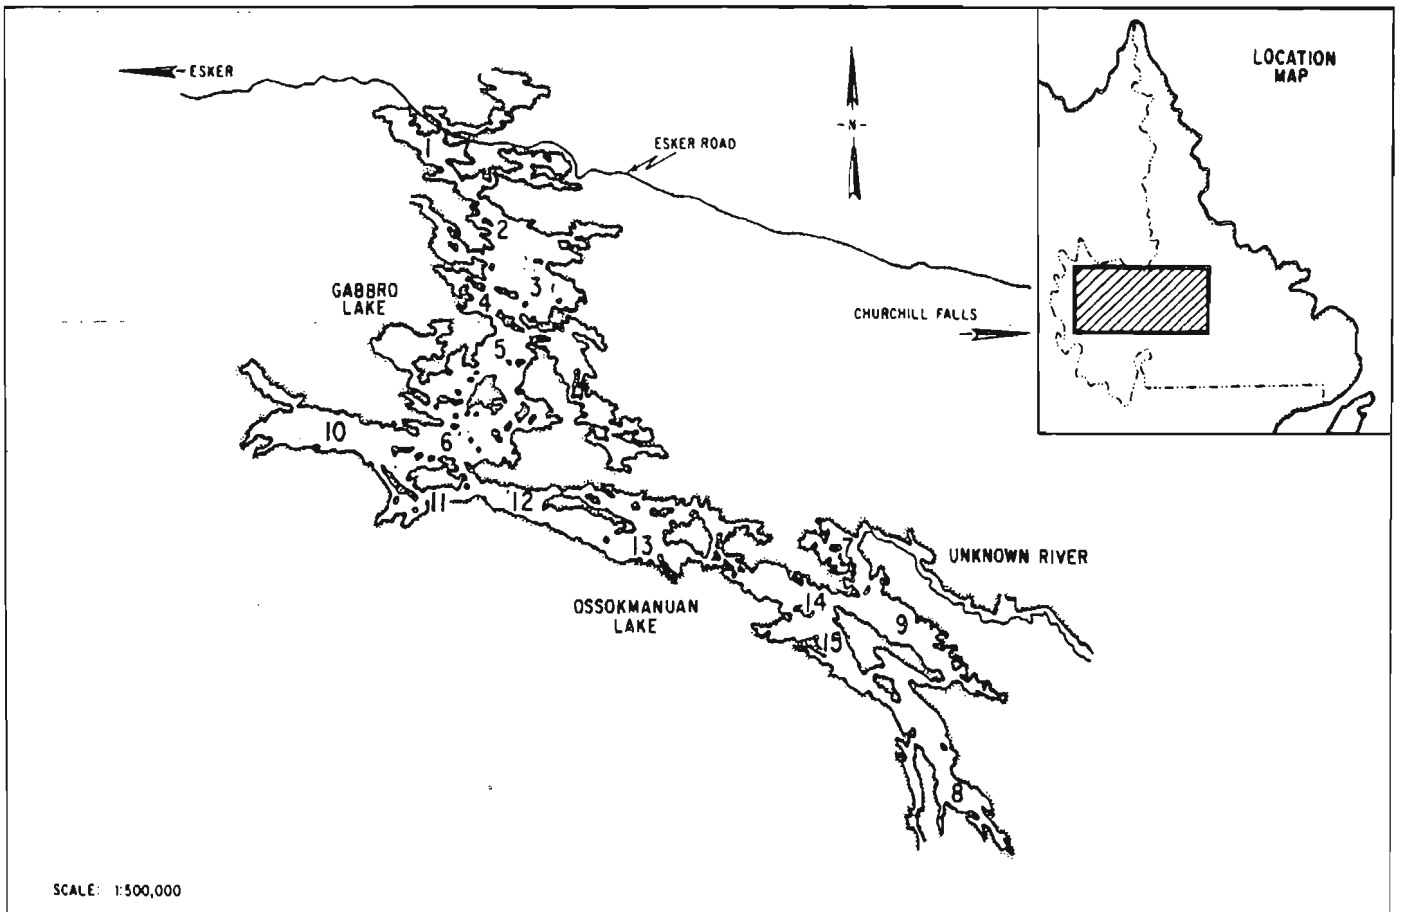 LOCATION
MAP
ESKER
-N-
ESKER ROAD
1
2
3
GABBRO
LAKE
4
CHURCHILL FALLS
5
10
6
11
12
13
7
UNKNOWN RIVER
OSSOKMANUAN
LAKE
14
9
15
8
SCALE: 1:500,000